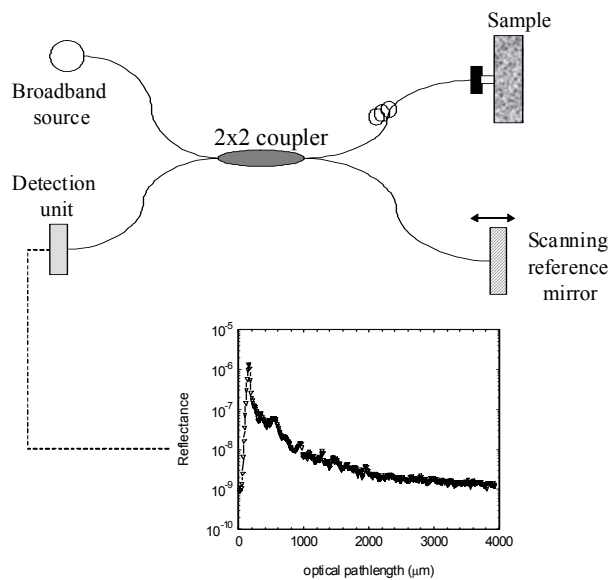 Sample
Broadband
source
2x2 coupler
Detection
unit
Scanning
reference
mirror
10^-5
10^-6
10^-7
10^-8
10^-9
10^-10
Reflectance
0 1000 2000 3000 4000
optical pathlength (μm)